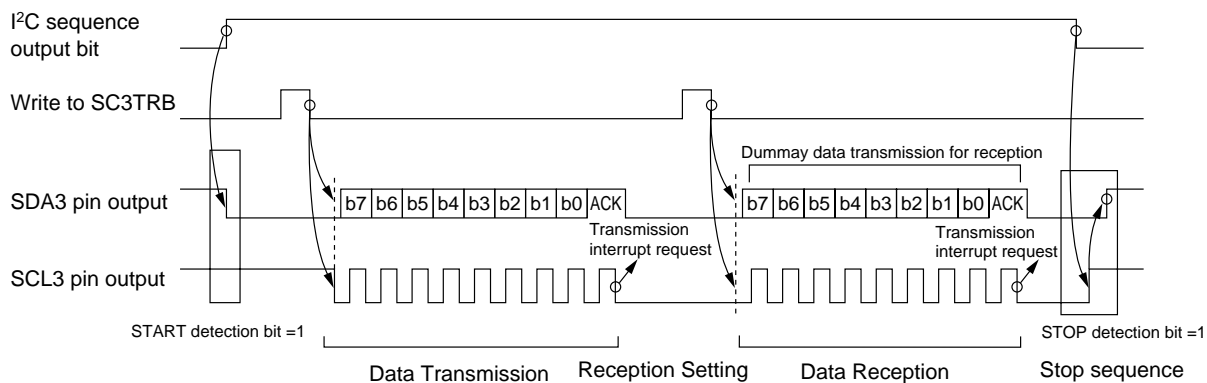 I²C sequence
output bit
Write to SC3TRB
Dummay data transmission for reception
SDA3 pin output
b7 b6 b5 b4 b3 b2 b1 b0 ACK
b7 b6 b5 b4 b3 b2 b1 b0 ACK
Transmission
interrupt request
Transmission
interrupt request
SCL3 pin output
START detection bit =1
STOP detection bit =1
Data Transmission
Reception Setting
Data Reception
Stop sequence